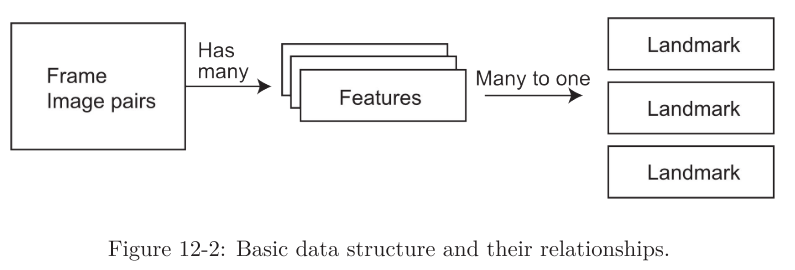 Frame
Image pairs
Has
many
Features
Many to one
Landmark
Landmark
Landmark
Figure 12-2: Basic data structure and their relationships.